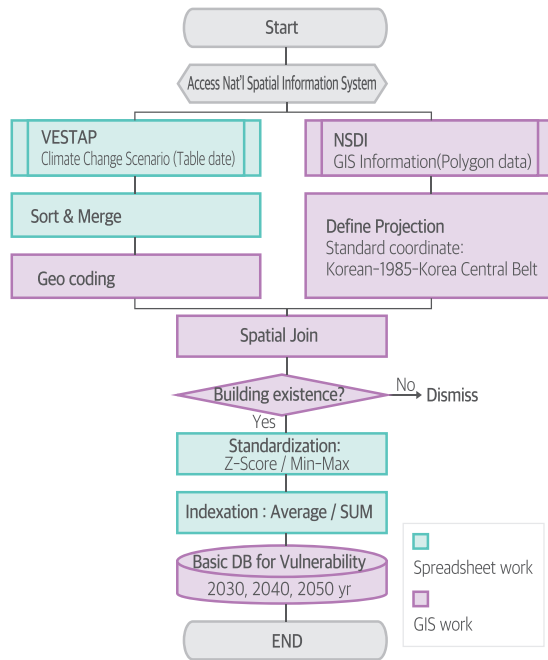 Start
Access Nat'l Spatial Information System
VESTAP
Climate Change Scenario (Table date)
NSDI
GIS Information(Polygon data)
Sort & Merge
Define Projection
Standard coordinate:
Korean-1985-Korea Central Belt
Geo coding
Spatial Join
Building existence?
No
Dismiss
Yes
Standardization:
Z-Score / Min-Max
Indexation : Average / SUM
Basic DB for Vulnerability
2030, 2040, 2050 yr
END
Spreadsheet work
GIS work